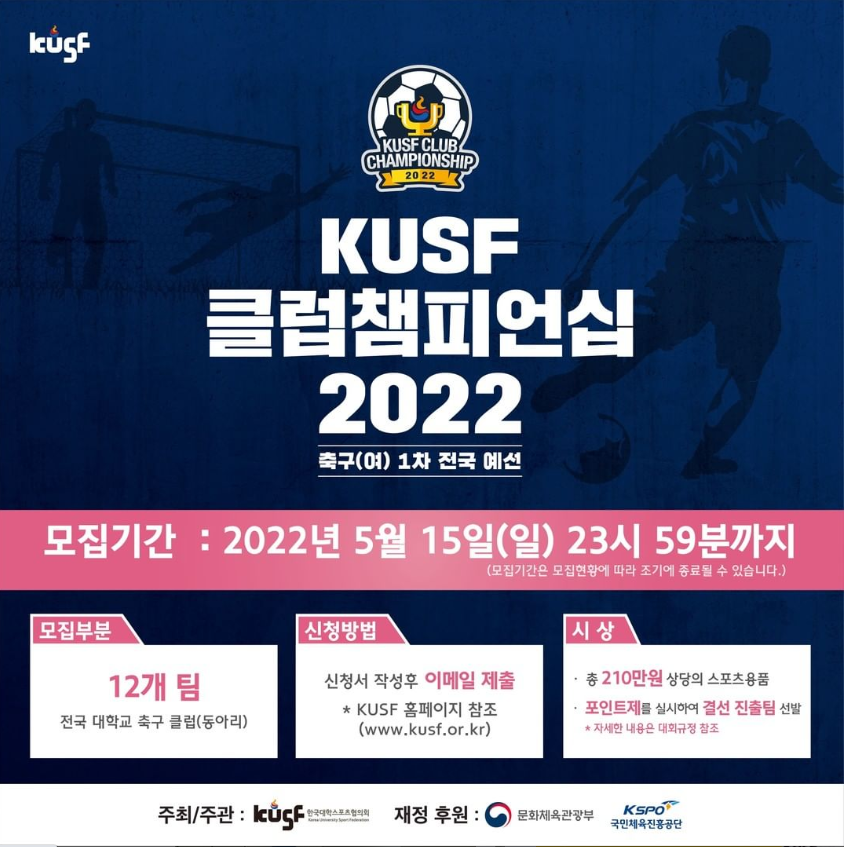 KUSF
KUSF CLUB
CHAMPIONSHIP
2022
KUSF
클럽챔피언십
2022
축구(여) 1차 전국 예선
모집기간 : 2022년 5월 15일(일) 23시 59분까지
(모집기간은 모집현황에 따라 조기에 종료될 수 있습니다.)
모집부분
12개 팀
전국 대학교 축구 클럽(동아리)
신청방법
신청서 작성후 이메일 제출
* KUSF 홈페이지 참조
(www.kusf.or.kr)
시 상
· 총 210만원 상당의 스포츠용품
· 포인트제를 실시하여 결선 진출팀 선발
* 자세한 내용은 대회규정 참조
주최/주관 : KUSF 한국대학스포츠협의회 재정 후원 : 문화체육관광부 KSPO
Korea University Sport Federation 국민체육진흥공단